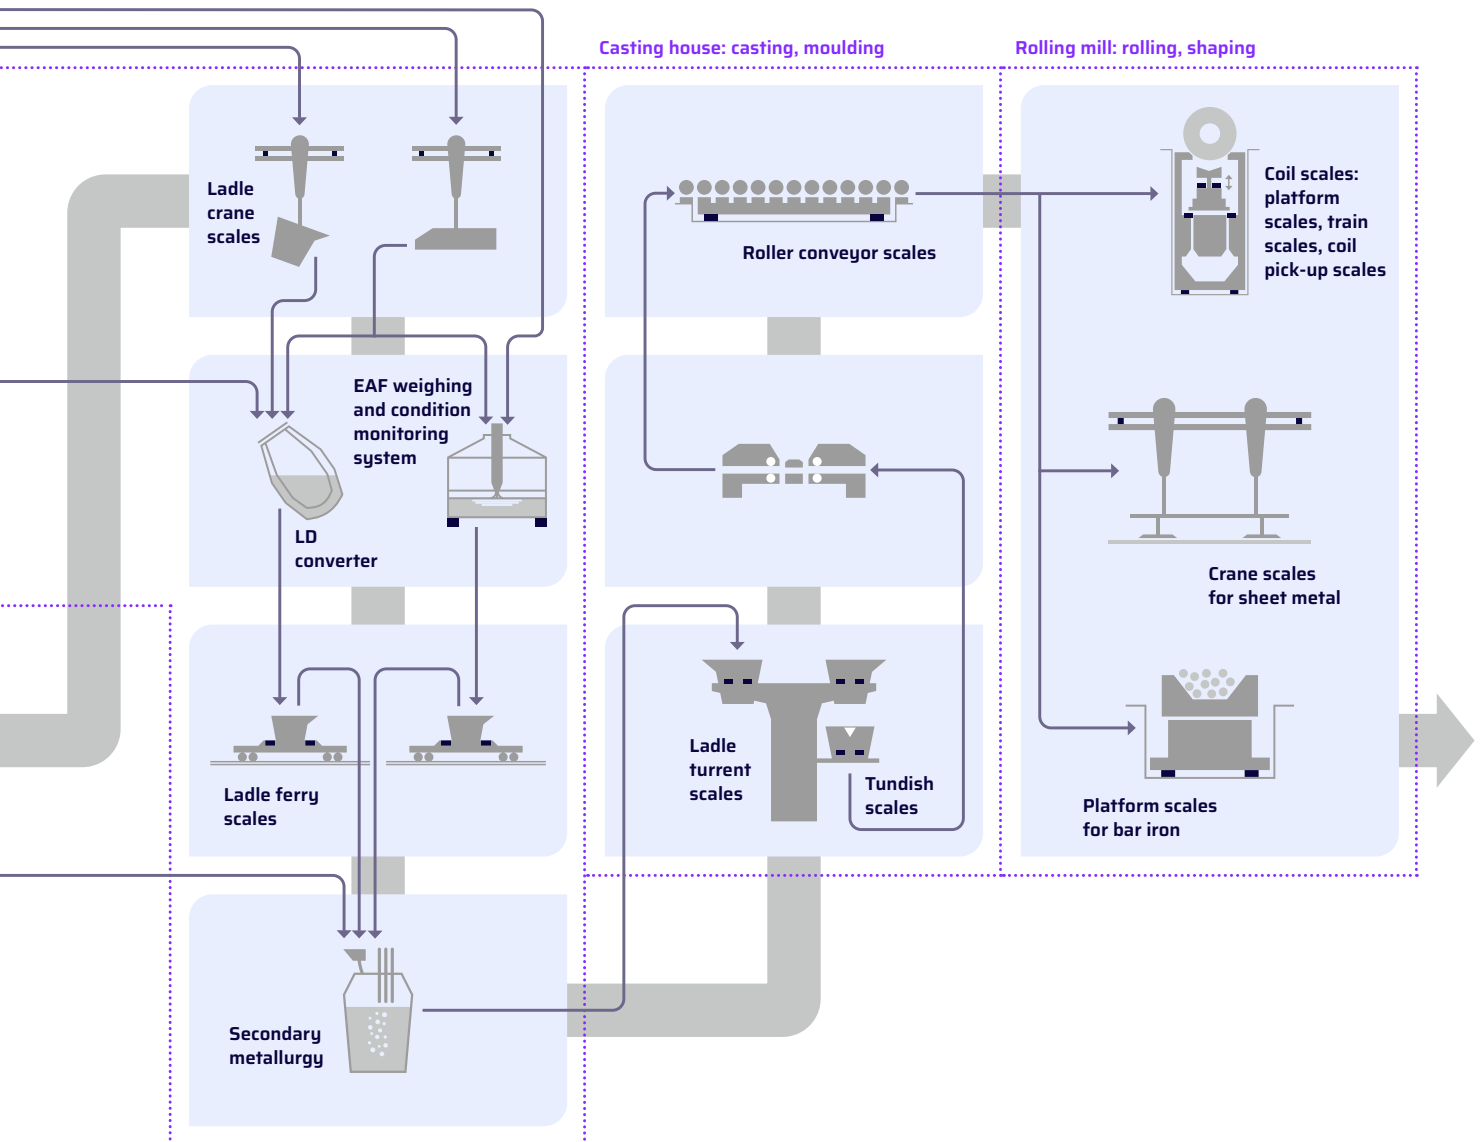 Casting house: casting, moulding
Rolling mill: rolling, shaping
Ladle
crane
scales
Roller conveyor scales
Coil scales:
platform
scales, train
scales, coil
pick-up scales
EAF weighing
and condition
monitoring
system
LD
converter
Crane scales
for sheet metal
Ladle ferry
scales
Ladle
turrent
scales
Tundish
scales
Platform scales
for bar iron
Secondary
metallurgy